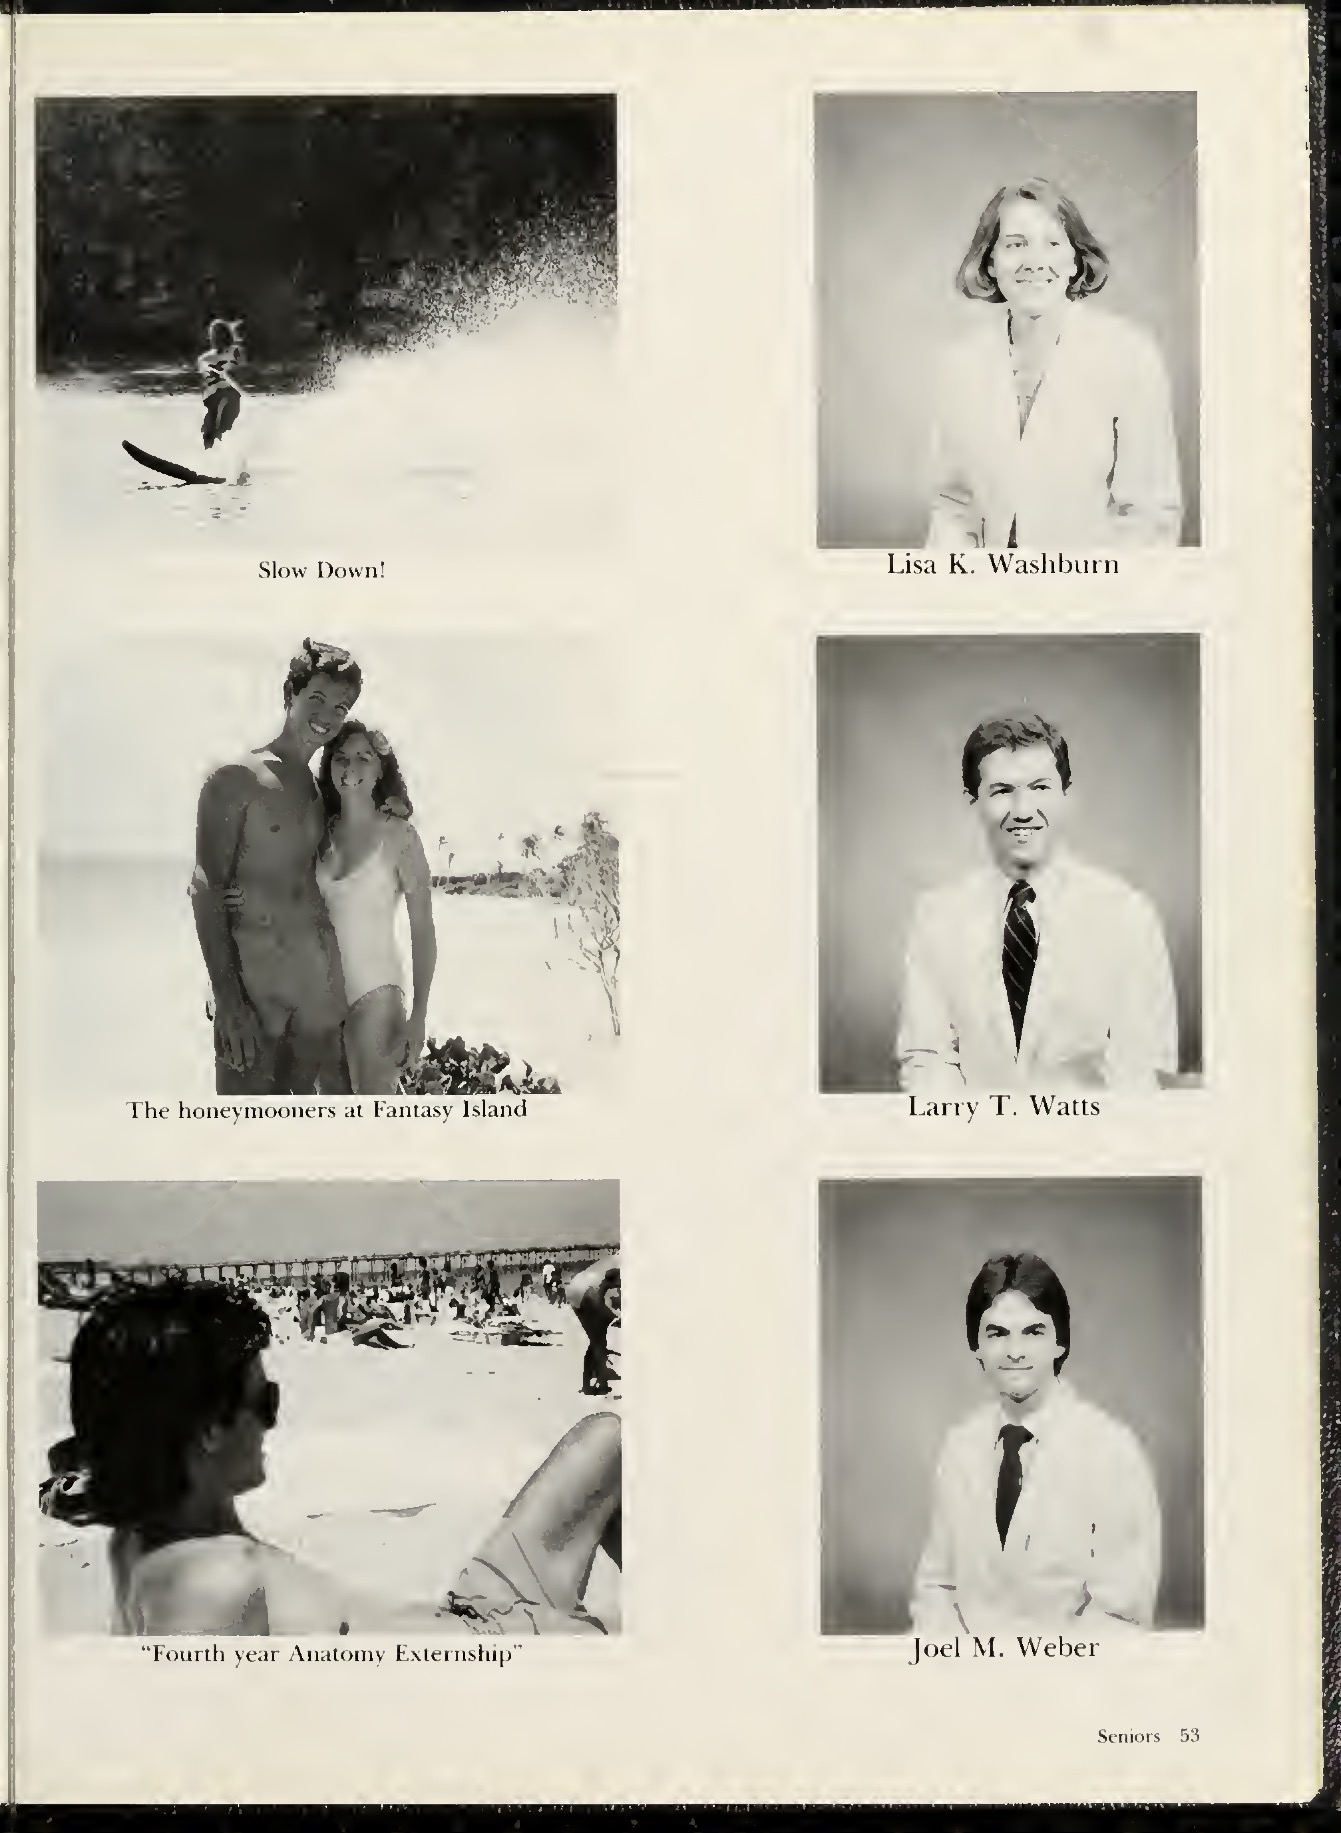 Slow Down!
Lisa K. Washburn
The honeymooners at Fantasy Island
Larry T. Watts
"Fourth year Anatomy Externship"
Joel M. Weber
Seniors 53